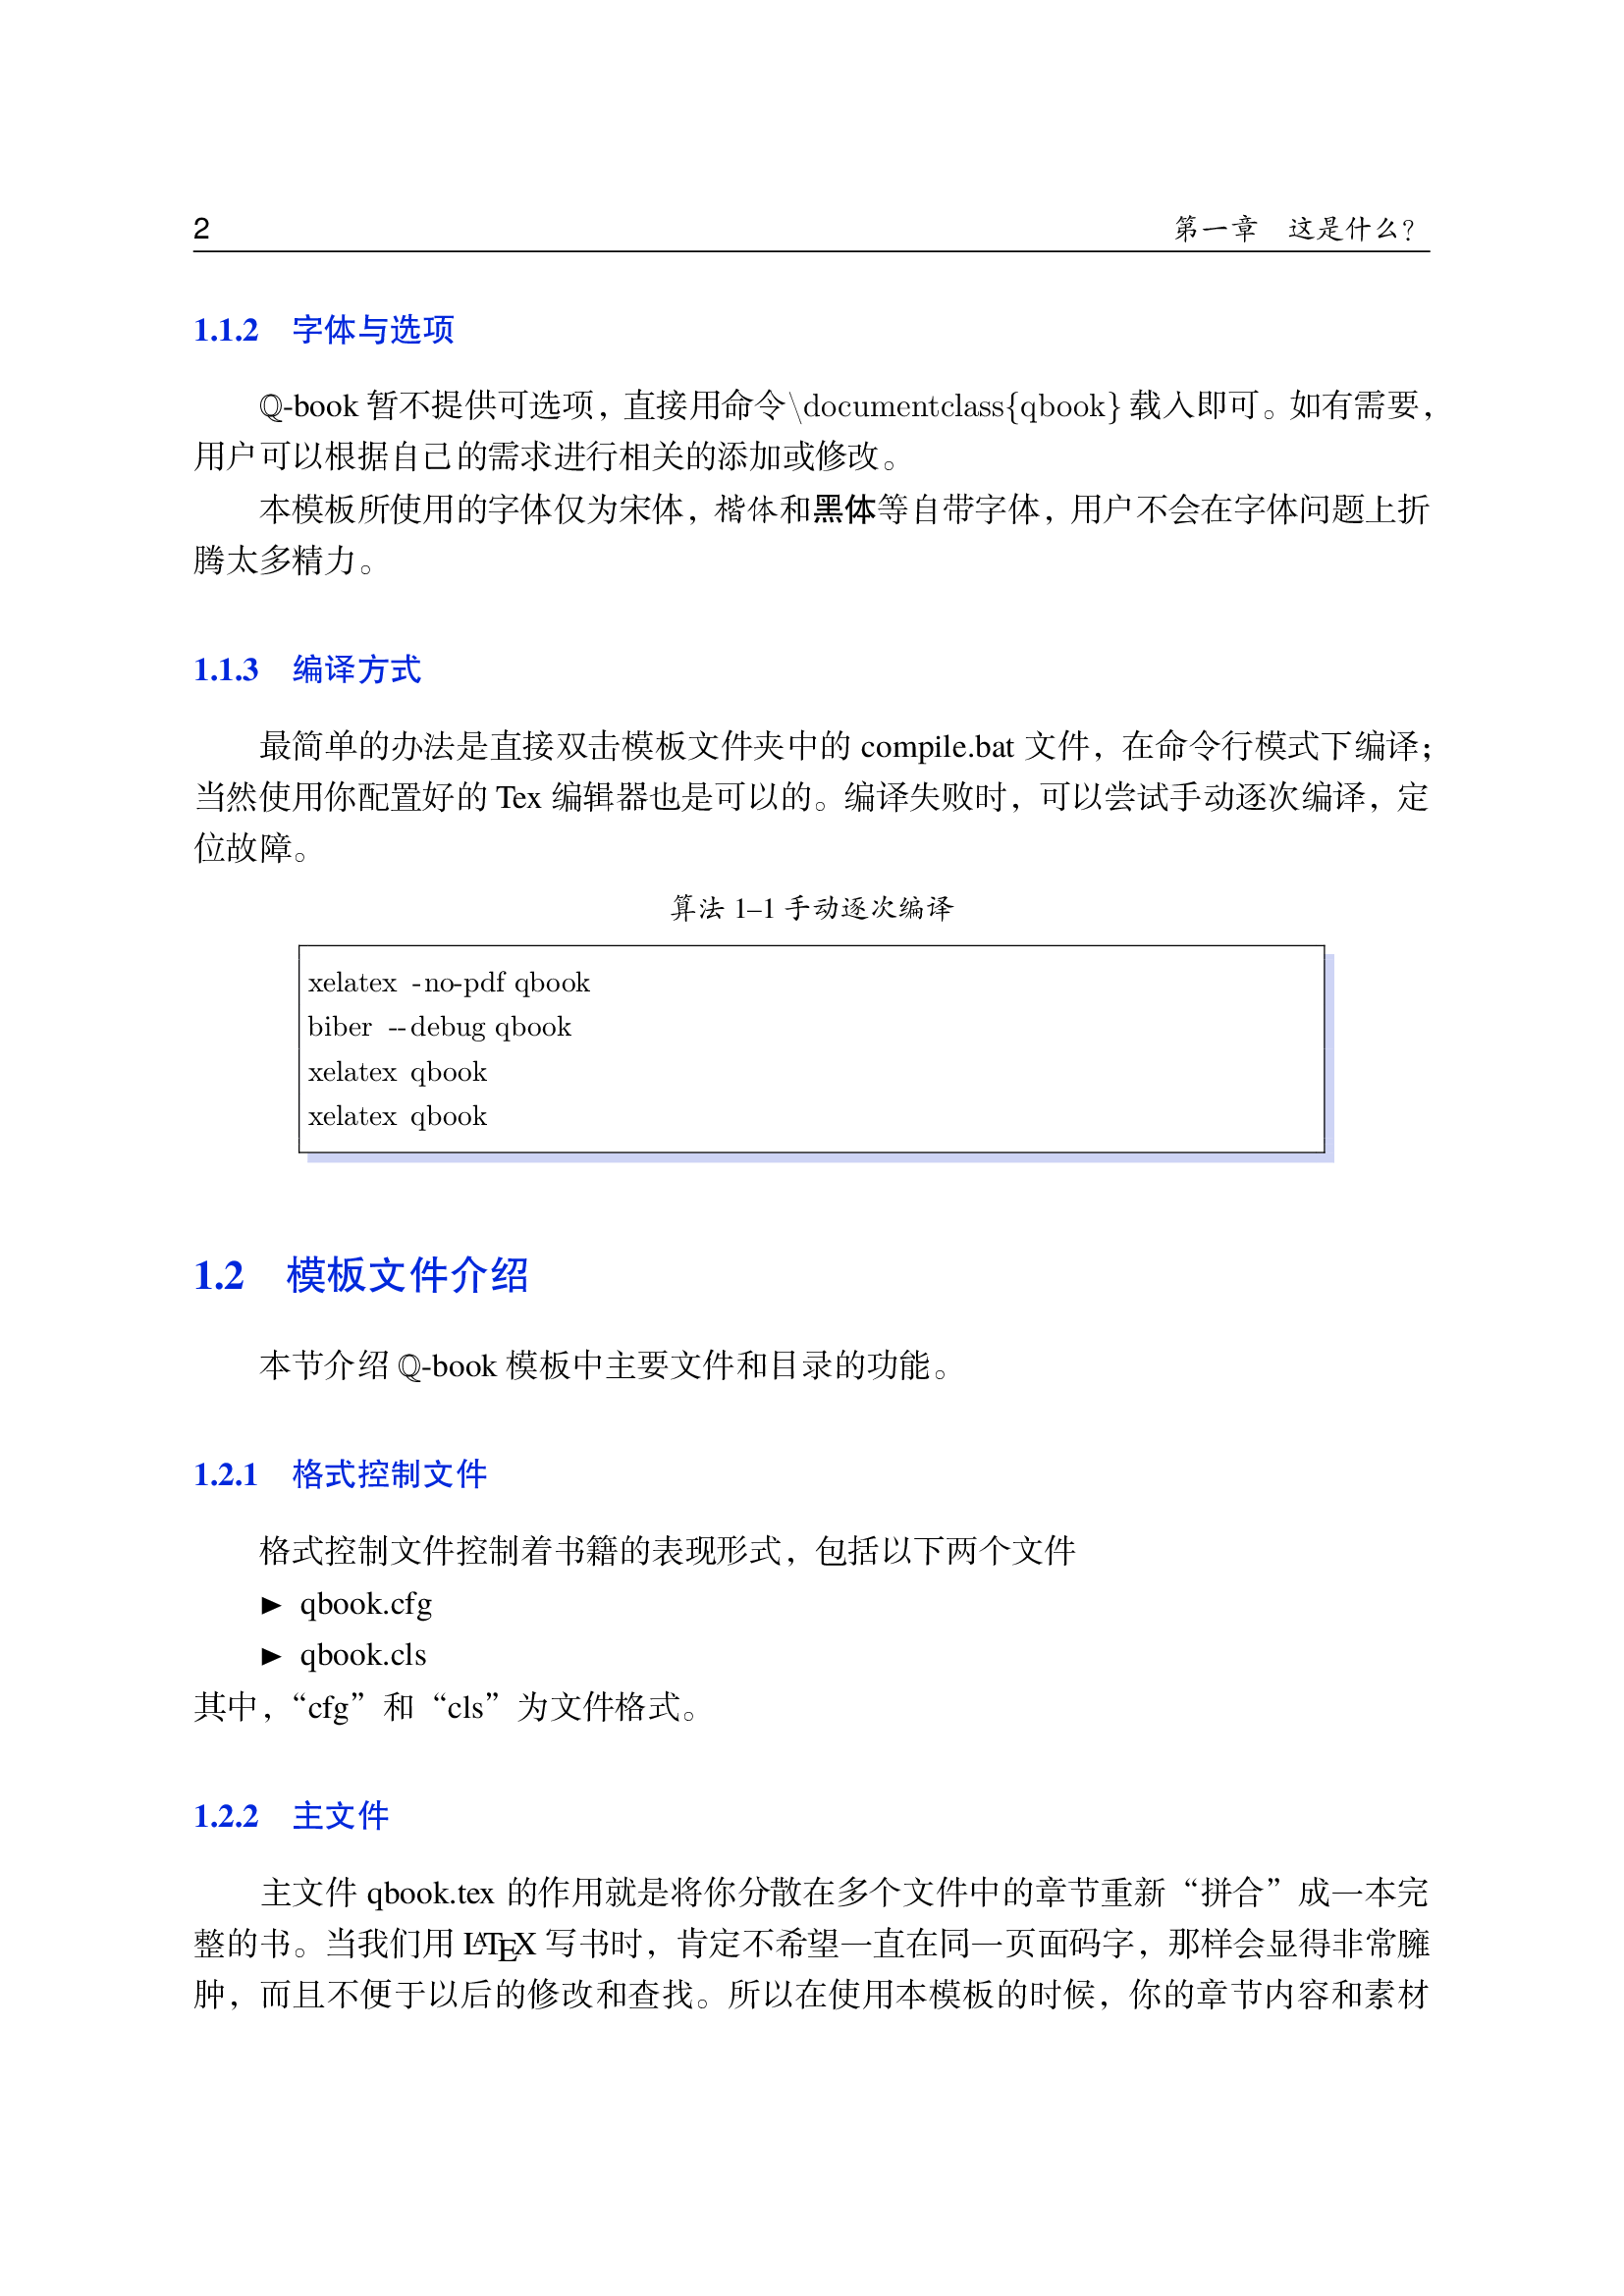 2 第一章　这是什么？
1.1.2　字体与选项
ℚ-book 暂不提供可选项，直接用命令\documentclass{qbook} 载入即可。如有需要，
用户可以根据自己的需求进行相关的添加或修改。
本模板所使用的字体仅为宋体，楷体和黑体等自带字体，用户不会在字体问题上折
腾太多精力。
1.1.3　编译方式
最简单的办法是直接双击模板文件夹中的 compile.bat 文件，在命令行模式下编译；
当然使用你配置好的 Tex 编辑器也是可以的。编译失败时，可以尝试手动逐次编译，定
位故障。
算法 1–1 手动逐次编译
xelatex -no-pdf qbook
biber --debug qbook
xelatex qbook
xelatex qbook
1.2　模板文件介绍
本节介绍 ℚ-book 模板中主要文件和目录的功能。
1.2.1　格式控制文件
格式控制文件控制着书籍的表现形式，包括以下两个文件
► qbook.cfg
► qbook.cls
其中，“cfg”和“cls”为文件格式。
1.2.2　主文件
主文件 qbook.tex 的作用就是将你分散在多个文件中的章节重新“拼合”成一本完
整的书。当我们用 LATEX 写书时，肯定不希望一直在同一页面码字，那样会显得非常臃
肿，而且不便于以后的修改和查找。所以在使用本模板的时候，你的章节内容和素材